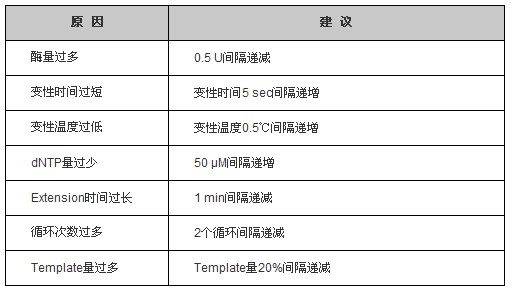 原 因 建 议
酶量过多 0.5 U间隔递减
变性时间过短 变性时间5 sec间隔递增
变性温度过低 变性温度0.5℃间隔递增
dNTP量过少 50 μM间隔递增
Extension时间过长 1 min间隔递减
循环次数过多 2个循环间隔递减
Template量过多 Template量20%间隔递减